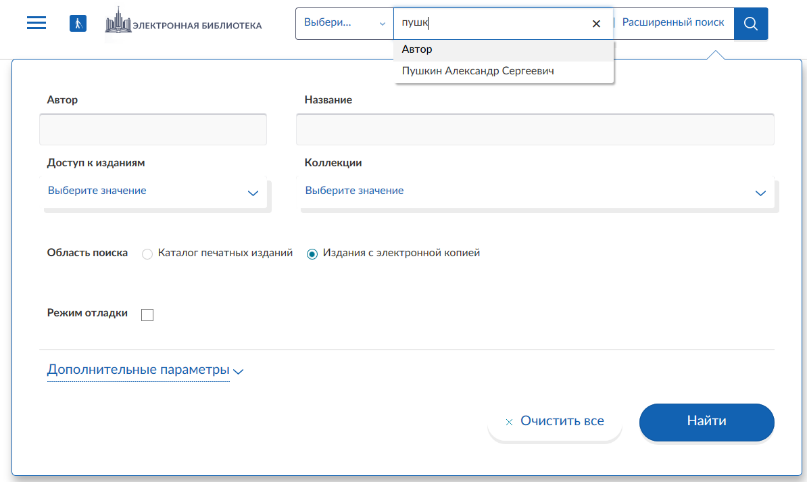 ЭЛЕКТРОННАЯ БИБЛИОТЕКА
Выбери...
пушк
Расширенный поиск
Автор
Пушкин Александр Сергеевич
Автор
Название
Доступ к изданиям
Коллекции
Выберите значение
Выберите значение
Область поиска
Каталог печатных изданий
Издания с электронной копией
Режим отладки
Дополнительные параметры
Очистить все
Найти